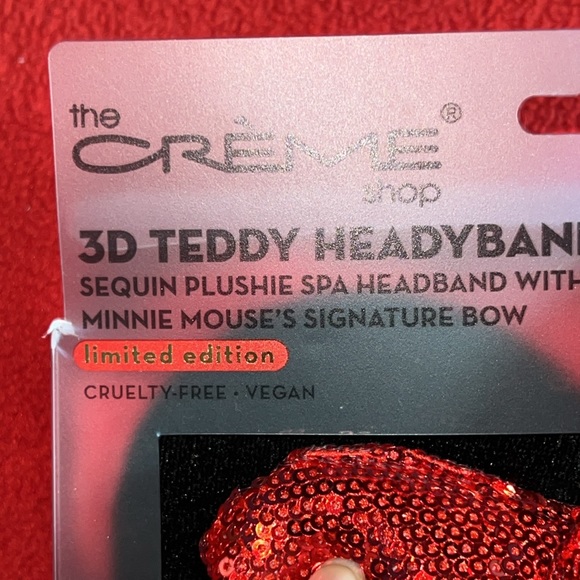 the
CRÈME®
shop
3D TEDDY HEADYBAN
SEQUIN PLUSHIE SPA HEADBAND WITH
MINNIE MOUSE'S SIGNATURE BOW
limited edition
CRUELTY-FREE · VEGAN